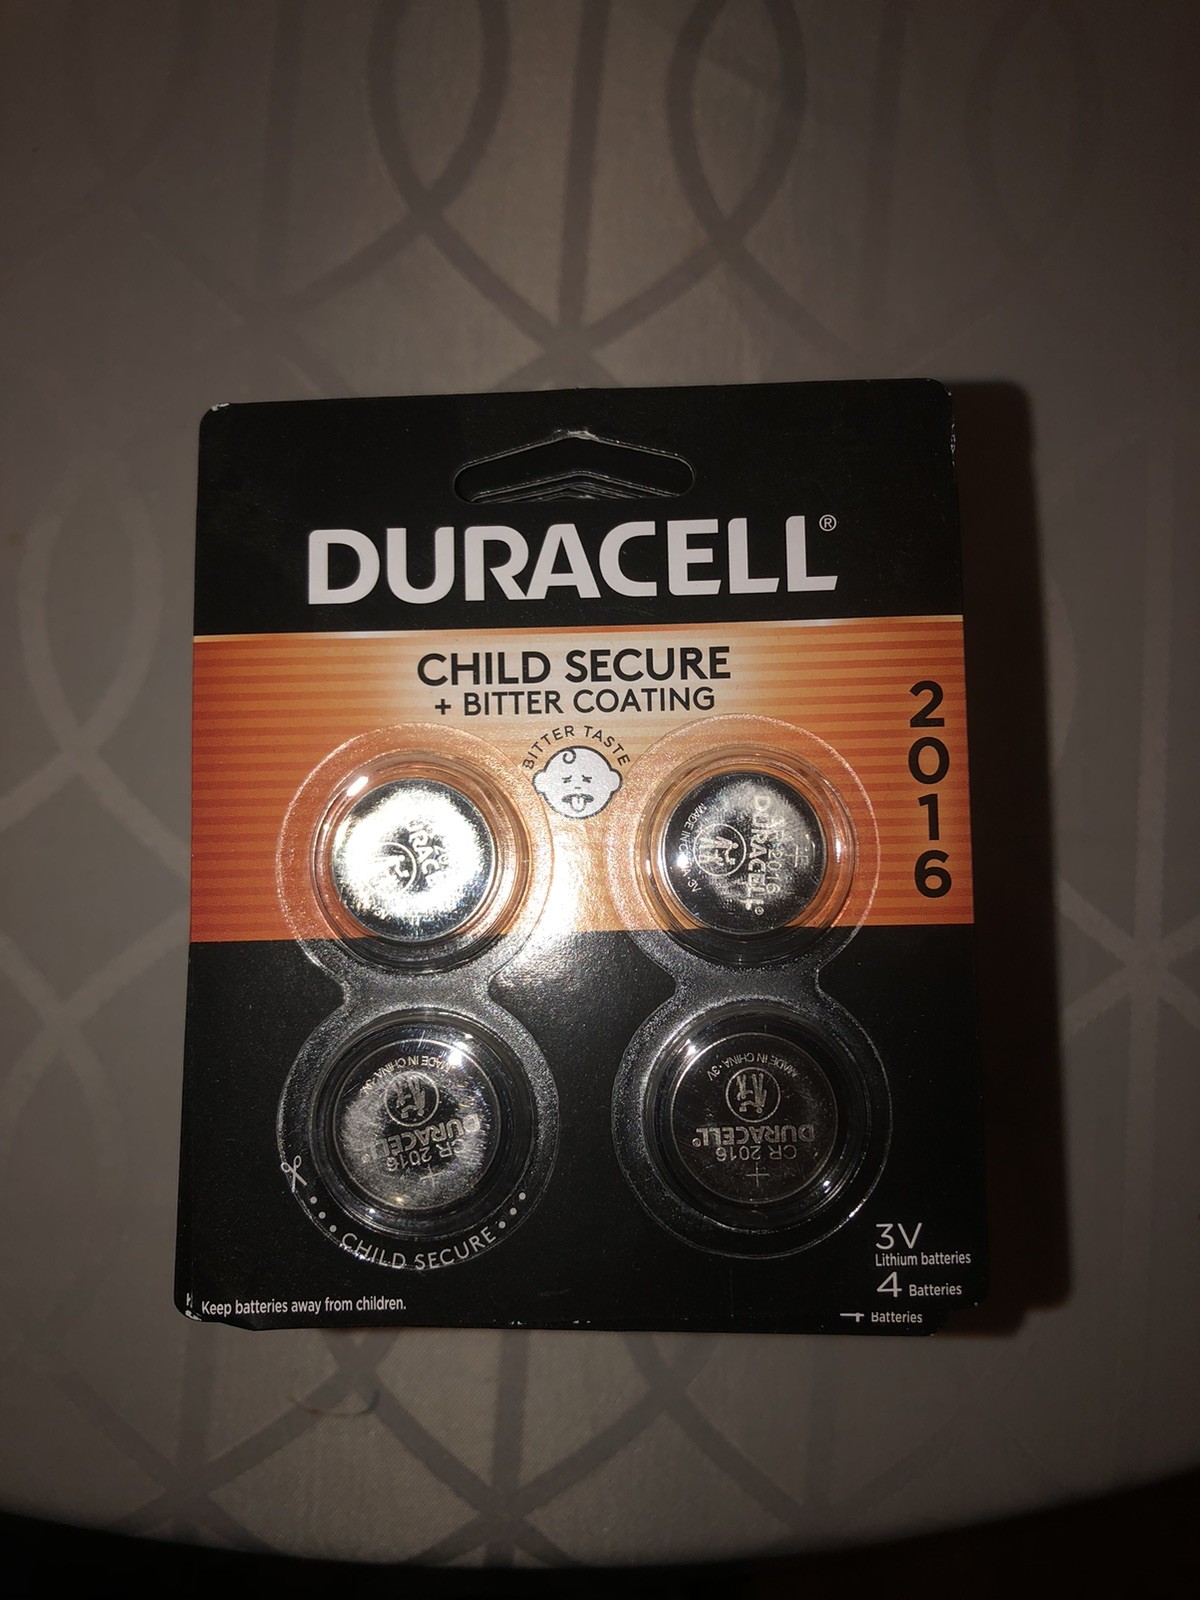 DURACELL®
CHILD SECURE
+ BITTER COATING
BITTER TASTE
2016
DURACELL®
CR 2016
MADE IN CHINA · 3V
DURACELL®
CR 2016
MADE IN CHINA · 3V
DURACELL®
CR 2016
CHILD SECURE
3V
Lithium batteries
4 Batteries
Keep batteries away from children.
Batteries